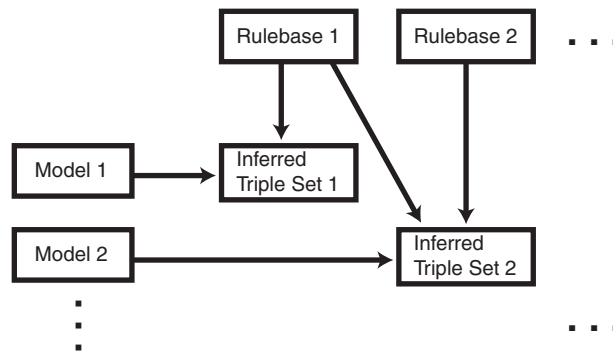 Rulebase 1
Rulebase 2
Model 1
Inferred
Triple Set 1
Model 2
Inferred
Triple Set 2